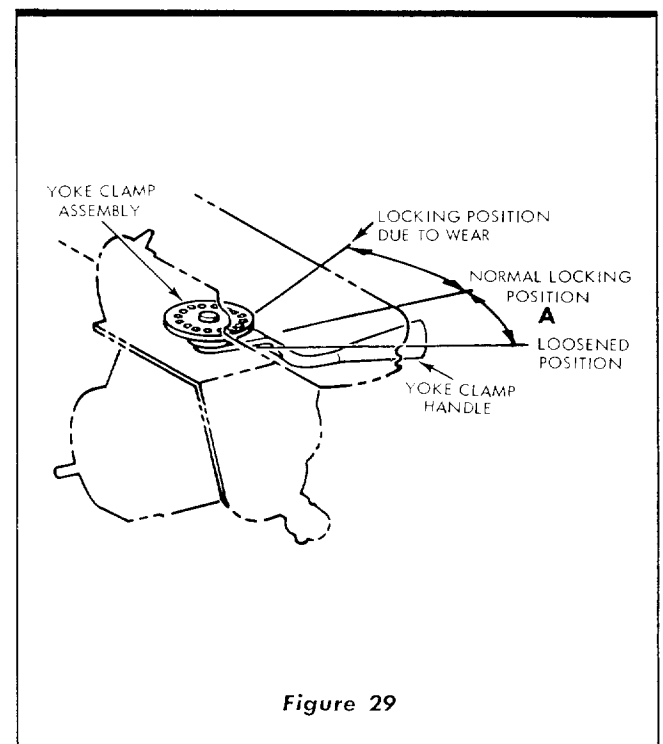 YOKE CLAMP
ASSEMBLY
LOCKING POSITION
DUE TO WEAR
NORMAL LOCKING
POSITION
A
LOOSENED
POSITION
YOKE CLAMP
HANDLE
Figure 29